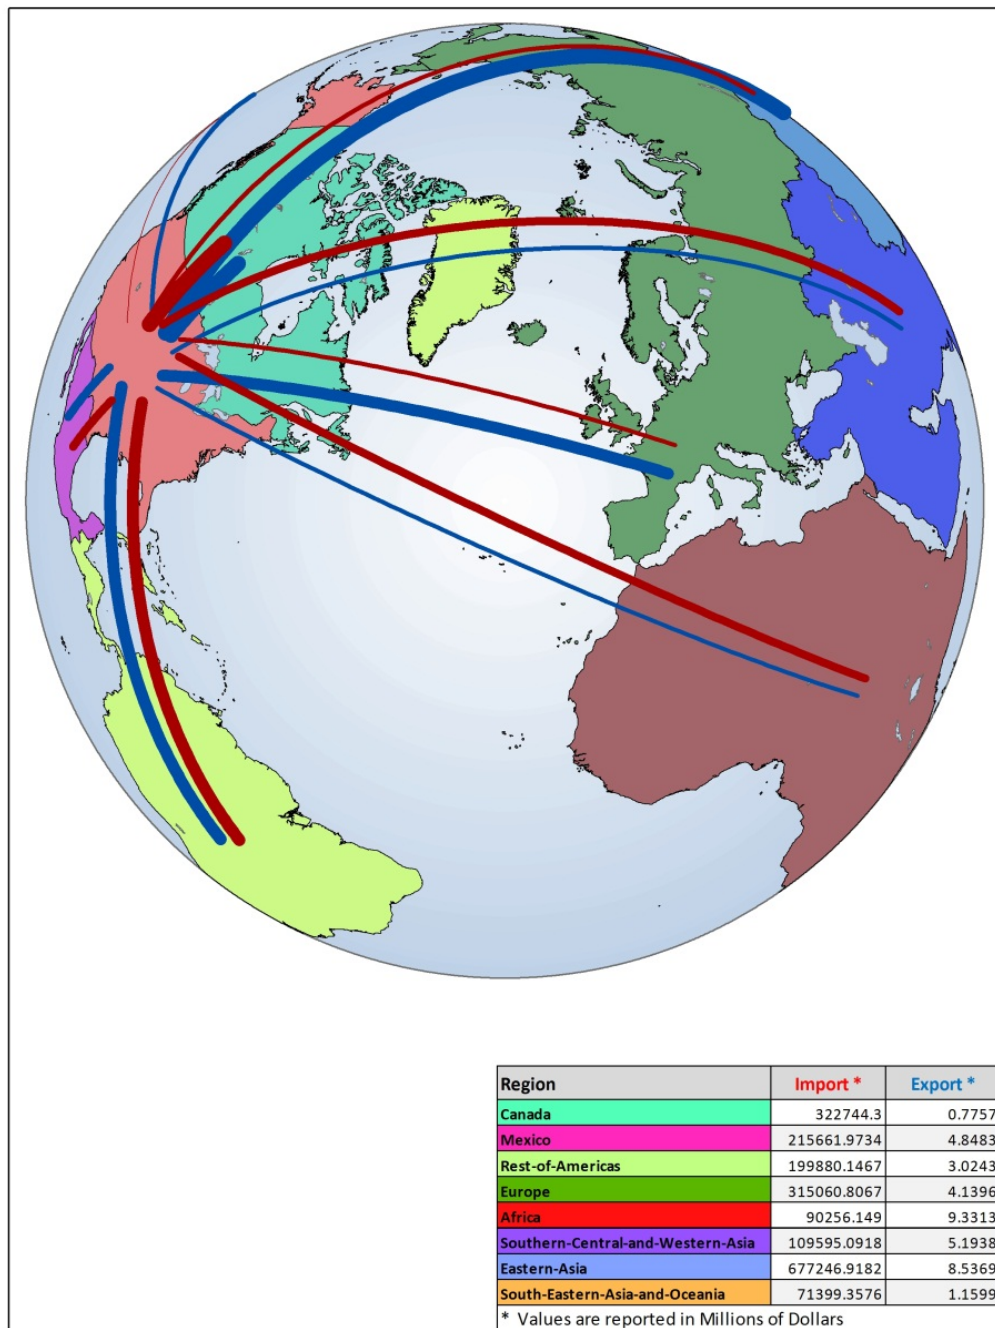 Region Import * Export *
Canada 322744.3 0.7757
Mexico 215661.9734 4.8483
Rest-of-Americas 199880.1467 3.0243
Europe 315060.8067 4.1396
Africa 90256.149 9.3313
Southern-Central-and-Western-Asia 109595.0918 5.1938
Eastern-Asia 677246.9182 8.5369
South-Eastern-Asia-and-Oceania 71399.3576 1.1599
* Values are reported in Millions of Dollars